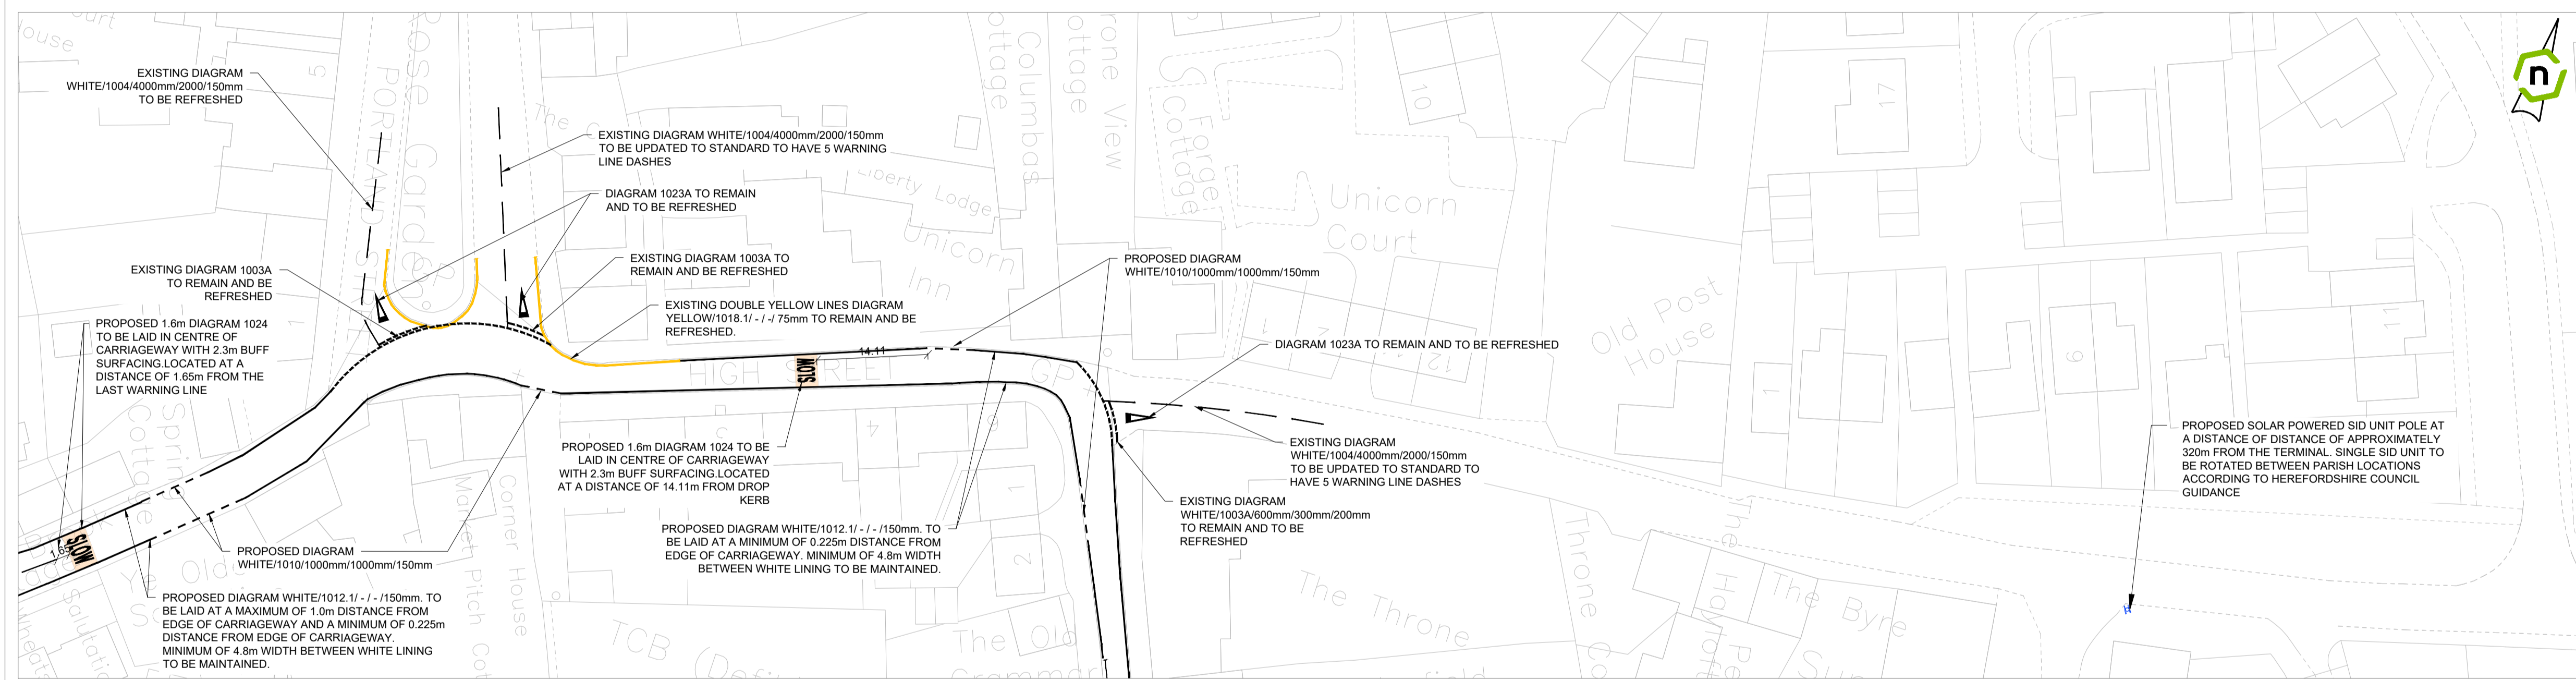 EXISTING DIAGRAM
WHITE/1004/4000mm/2000/150mm
TO BE REFRESHED
EXISTING DIAGRAM WHITE/1004/4000mm/2000/150mm
TO BE UPDATED TO STANDARD TO HAVE 5 WARNING
LINE DASHES
DIAGRAM 1023A TO REMAIN
AND TO BE REFRESHED
EXISTING DIAGRAM 1003A TO
REMAIN AND BE REFRESHED
EXISTING DOUBLE YELLOW LINES DIAGRAM
YELLOW/1018.1/ - / -/ 75mm TO REMAIN AND BE
REFRESHED.
EXISTING DIAGRAM 1003A
TO REMAIN AND BE
REFRESHED
PROPOSED 1.6m DIAGRAM 1024
TO BE LAID IN CENTRE OF
CARRIAGEWAY WITH 2.3m BUFF
SURFACING.LOCATED AT A
DISTANCE OF 1.65m FROM THE
LAST WARNING LINE
PROPOSED DIAGRAM
WHITE/1010/1000mm/1000mm/150mm
DIAGRAM 1023A TO REMAIN AND TO BE REFRESHED
PROPOSED 1.6m DIAGRAM 1024 TO BE
LAID IN CENTRE OF CARRIAGEWAY
WITH 2.3m BUFF SURFACING.LOCATED
AT A DISTANCE OF 14.11m FROM DROP
KERB
EXISTING DIAGRAM
WHITE/1004/4000mm/2000/150mm
TO BE UPDATED TO STANDARD TO
HAVE 5 WARNING LINE DASHES
EXISTING DIAGRAM
WHITE/1003A/600mm/300mm/200mm
TO REMAIN AND TO BE
REFRESHED
PROPOSED DIAGRAM WHITE/1012.1/ - / - /150mm. TO
BE LAID AT A MINIMUM OF 0.225m DISTANCE FROM
EDGE OF CARRIAGEWAY. MINIMUM OF 4.8m WIDTH
BETWEEN WHITE LINING TO BE MAINTAINED.
PROPOSED DIAGRAM
WHITE/1010/1000mm/1000mm/150mm
PROPOSED DIAGRAM WHITE/1012.1/ - / - /150mm. TO
BE LAID AT A MAXIMUM OF 1.0m DISTANCE FROM
EDGE OF CARRIAGEWAY AND A MINIMUM OF 0.225m
DISTANCE FROM EDGE OF CARRIAGEWAY.
MINIMUM OF 4.8m WIDTH BETWEEN WHITE LINING
TO BE MAINTAINED.
PROPOSED SOLAR POWERED SID UNIT POLE AT
A DISTANCE OF DISTANCE OF APPROXIMATELY
320m FROM THE TERMINAL. SINGLE SID UNIT TO
BE ROTATED BETWEEN PARISH LOCATIONS
ACCORDING TO HEREFORDSHIRE COUNCIL
GUIDANCE
n
SLOW
SLOW
14.11
1.65
HIGH STREET
Unicorn
Inn
Liberty Lodge
Unicorn
Court
Forge
Cottage
Throne View
Columbas
Old Post
House
Spring
Cottage
Corner House
Market Pitch
The Throne
The Byre
The Old
TCB
5
10
17
11
9
1
1
2
12
3
4
6
1
2